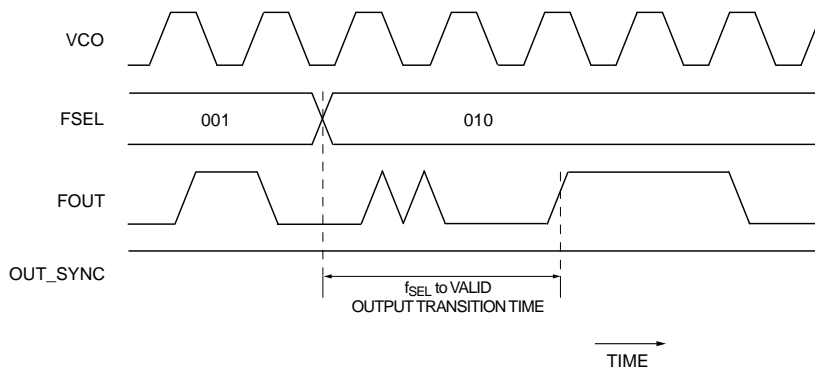 VCO
FSEL
001
010
FOUT
OUT_SYNC
fSEL to VALID
OUTPUT TRANSITION TIME
TIME